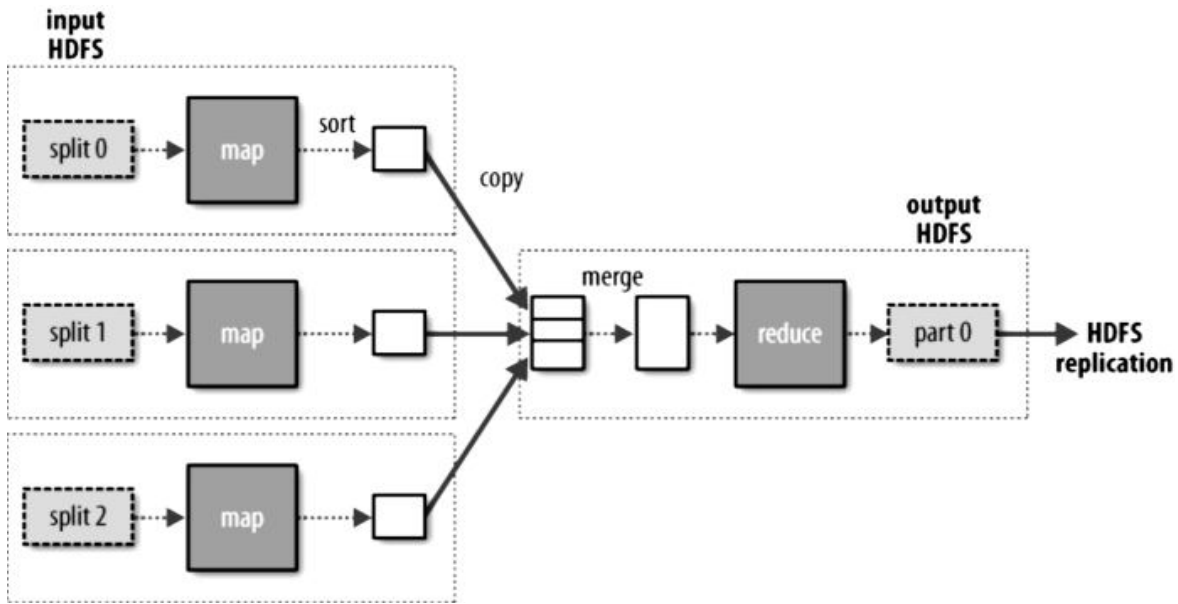 input
HDFS
split 0
map
sort
copy
split 1
map
split 2
map
merge
output
HDFS
reduce
part 0
HDFS
replication